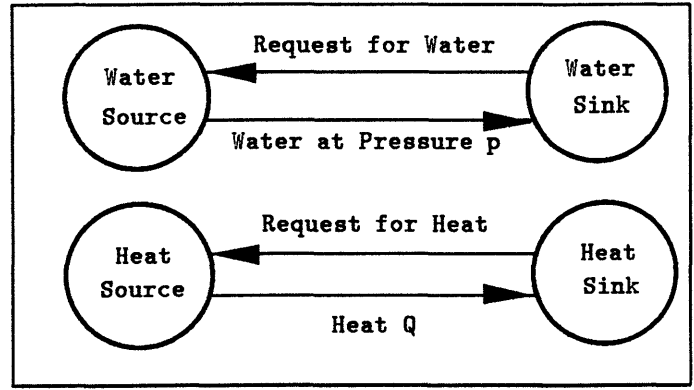 Request for Water
Water
Source
Water
Sink
Water at Pressure p
Request for Heat
Heat
Source
Heat
Sink
Heat Q